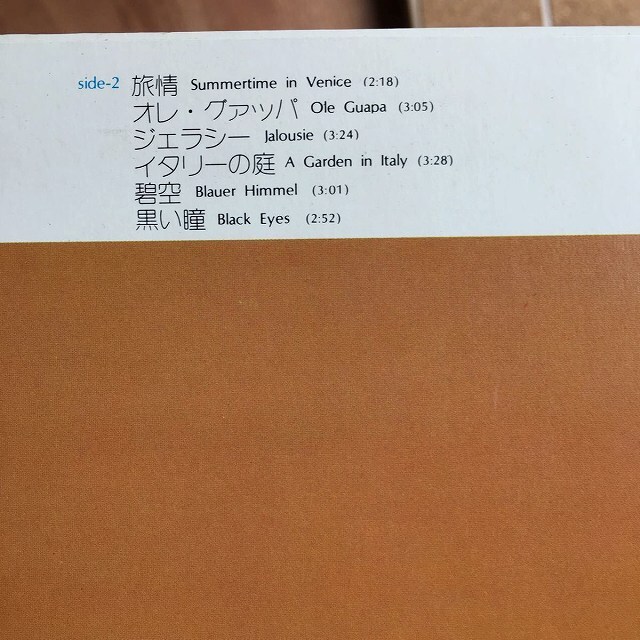 side-2 旅情 Summertime in Venice (2:18)
オレ・グァッパ Ole Guapa (3:05)
ジェラシー Jalousie (3:24)
イタリーの庭 A Garden in Italy (3:28)
碧空 Blauer Himmel (3:01)
黒い瞳 Black Eyes (2:52)